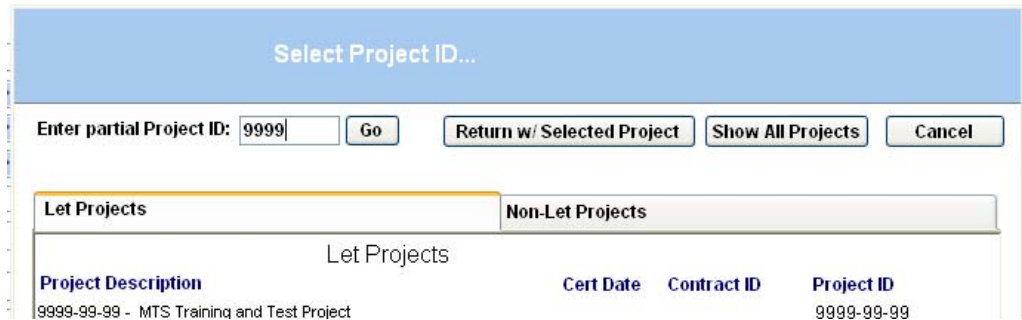 Select Project ID...
Enter partial Project ID: 9999 Go Return w/ Selected Project Show All Projects Cancel
Let Projects Non-Let Projects
Let Projects
Project Description Cert Date Contract ID Project ID
9999-99-99 - MTS Training and Test Project 9999-99-99